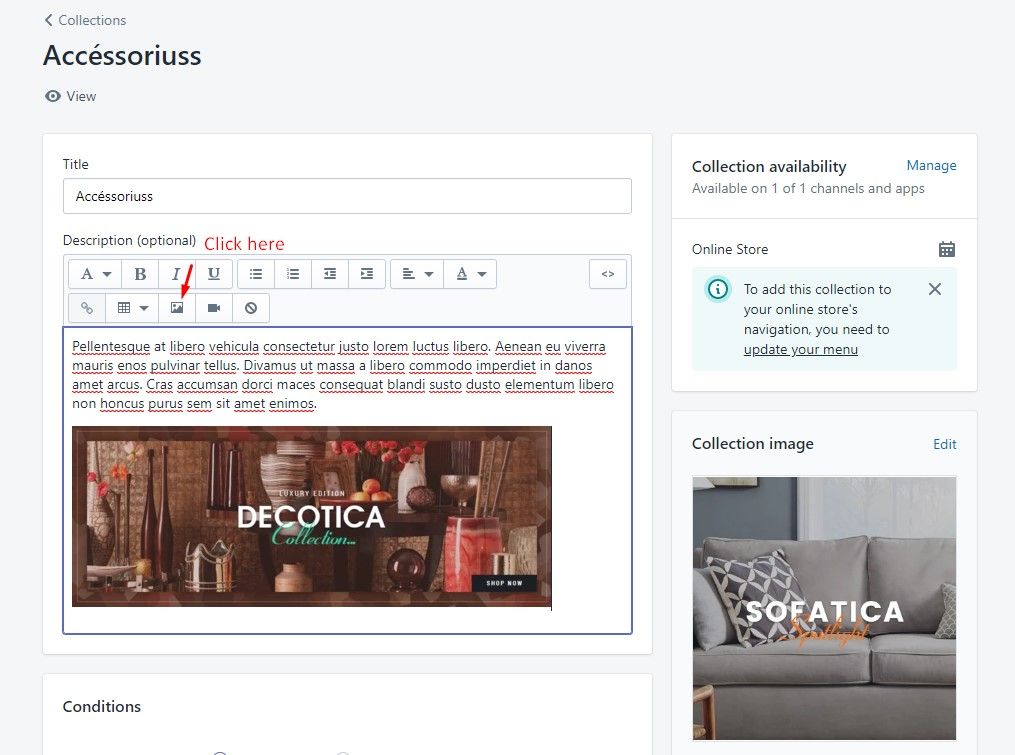 Collections
Accéssoriuss
View
Title
Accéssoriuss
Description (optional)
Click here
A
B
I
U
A
<>
Pellentesque at libero vehicula consectetur justo lorem luctus libero. Aenean eu viverra
mauris enos pulvinar tellus. Divamus ut massa a libero commodo imperdiet in danos
amet arcus. Cras accumsan dorci maces consequat blandi susto dusto elementum libero
non honcus purus sem sit amet enimos.
LUXURY EDITION
DECOTICA
Collection...
SHOP NOW
Conditions
Collection availability
Manage
Available on 1 of 1 channels and apps
Online Store
To add this collection to
your online store's
navigation, you need to
update your menu
Collection image
Edit
SOFATICA
Spotlight